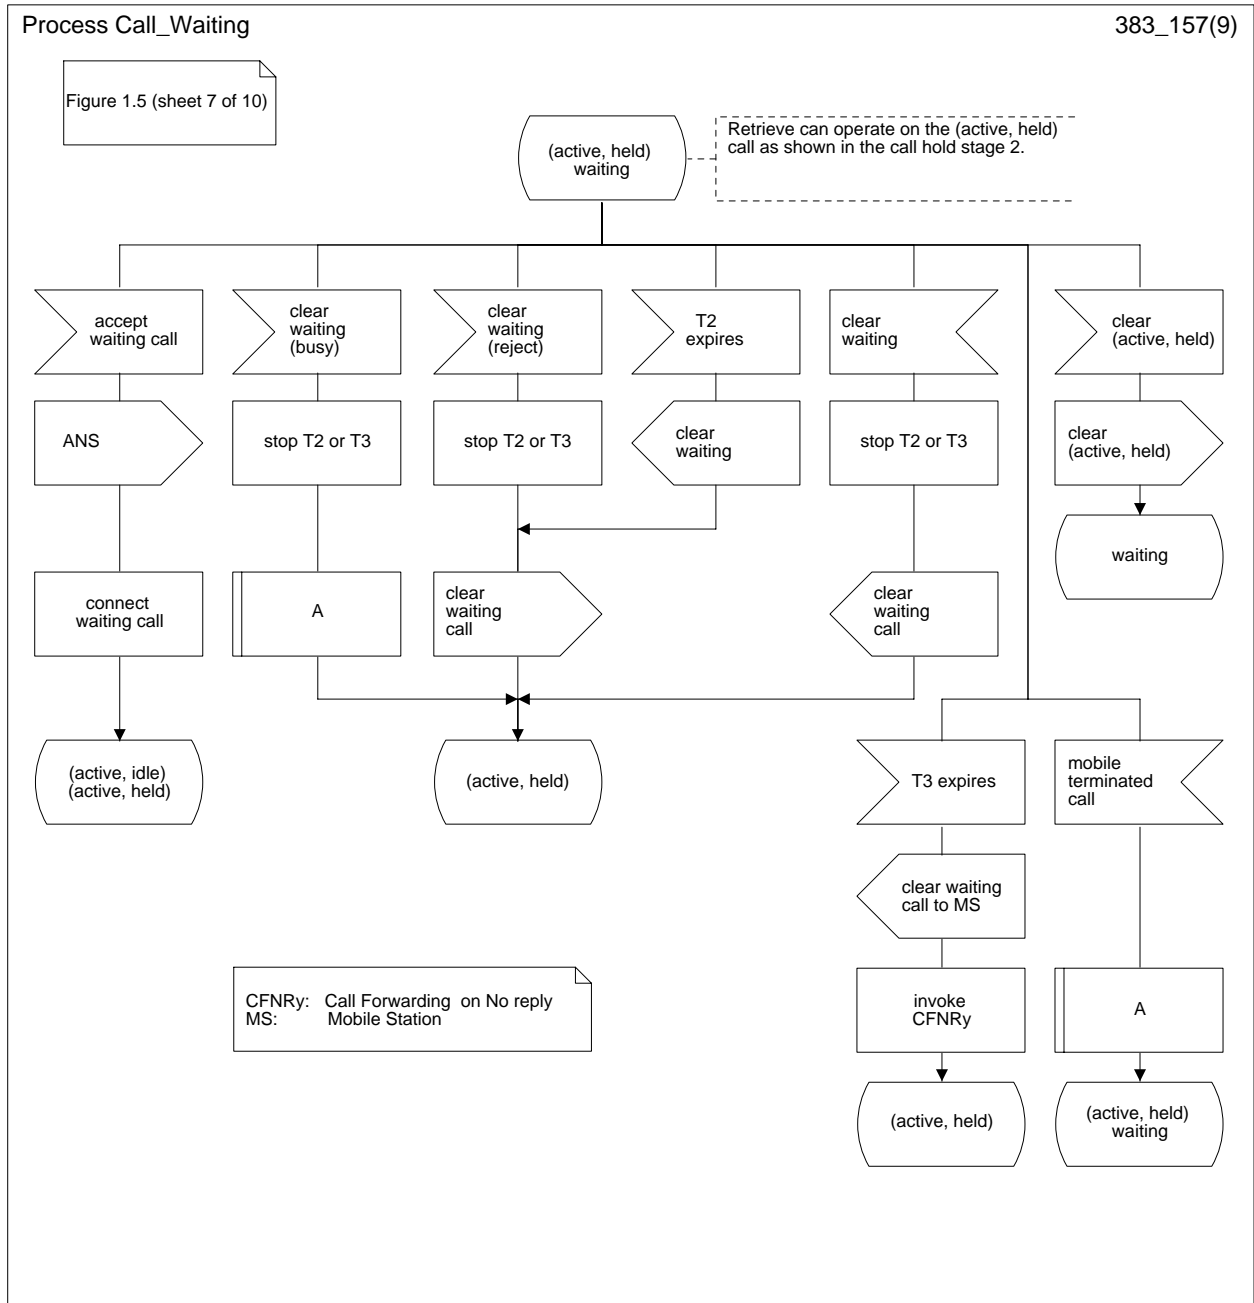 Process Call_Waiting
383_157(9)
Figure 1.5 (sheet 7 of 10)
(active, held)
waiting
Retrieve can operate on the (active, held)
call as shown in the call hold stage 2.
accept
waiting call
clear
waiting
(busy)
clear
waiting
(reject)
T2
expires
clear
waiting
clear
(active, held)
ANS
stop T2 or T3
stop T2 or T3
clear
waiting
stop T2 or T3
clear
(active, held)
waiting
connect
waiting call
A
clear
waiting
call
clear
waiting
call
(active, idle)
(active, held)
(active, held)
T3 expires
mobile
terminated
call
clear waiting
call to MS
CFNRy: Call Forwarding on No reply
MS: Mobile Station
invoke
CFNRy
A
(active, held)
(active, held)
waiting